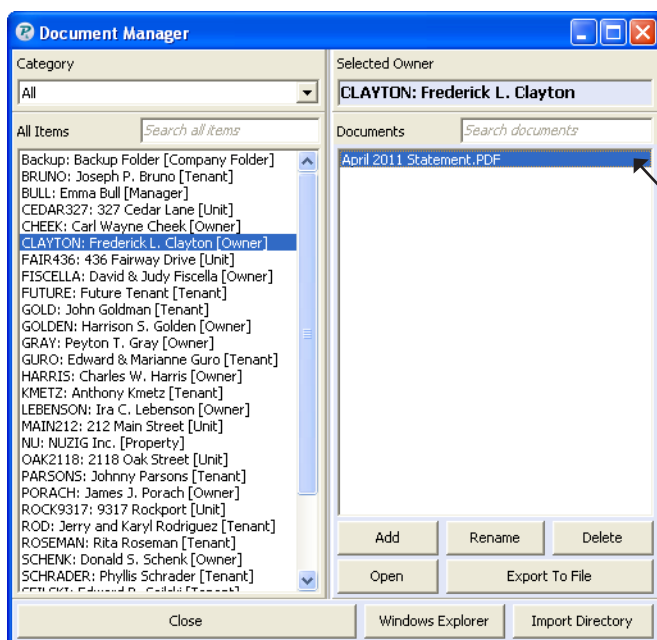 Document Manager
Category
All
All Items
Search all items
Backup: Backup Folder [Company Folder]
BRUNO: Joseph P. Bruno [Tenant]
BULL: Emma Bull [Manager]
CEDAR327: 327 Cedar Lane [Unit]
CHEEK: Carl Wayne Cheek [Owner]
CLAYTON: Frederick L. Clayton [Owner]
FAIR436: 436 Fairway Drive [Unit]
FISCELLA: David & Judy Fiscella [Owner]
FUTURE: Future Tenant [Tenant]
GOLD: John Goldman [Tenant]
GOLDEN: Harrison S. Golden [Owner]
GRAY: Peyton T. Gray [Owner]
GURO: Edward & Marianne Guro [Tenant]
HARRIS: Charles W. Harris [Owner]
KMETZ: Anthony Kmetz [Tenant]
LEBENSON: Ira C. Lebenson [Owner]
MAIN212: 212 Main Street [Unit]
NU: NUZIG Inc. [Property]
OAK2118: 2118 Oak Street [Unit]
PARSONS: Johnny Parsons [Tenant]
PORACH: James J. Porach [Owner]
ROCK9317: 9317 Rockport [Unit]
ROD: Jerry and Karyl Rodriguez [Tenant]
ROSEMAN: Rita Roseman [Tenant]
SCHENK: Donald S. Schenk [Owner]
SCHRADER: Phyllis Schrader [Tenant]
Selected Owner
CLAYTON: Frederick L. Clayton
Documents
Search documents
April 2011 Statement.PDF
Add
Rename
Delete
Open
Export To File
Close
Windows Explorer
Import Directory